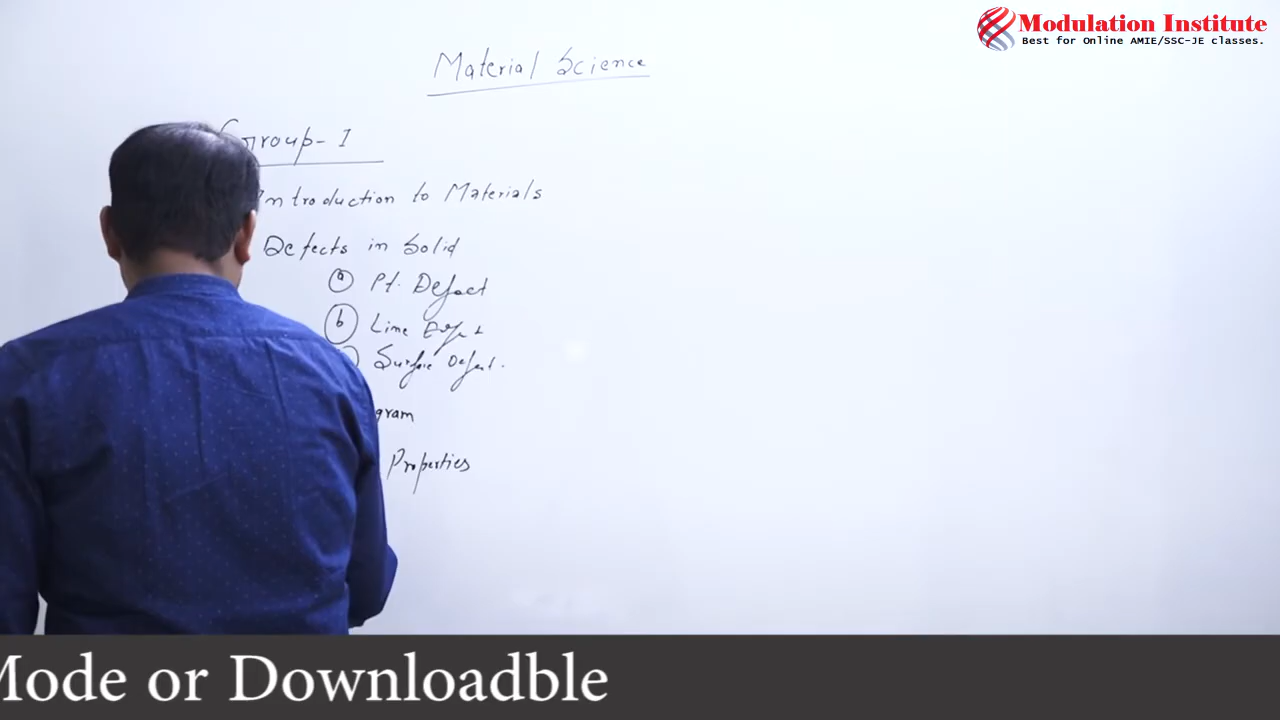 Modulation Institute
Best for Online AMIE/SSC-JE classes.
Material Science
Group-I
Introduction to Materials
Defects in Solid
a Pt. Defect
b Line Defect
Surface Defect.
gram
Properties
Mode or Downloadble